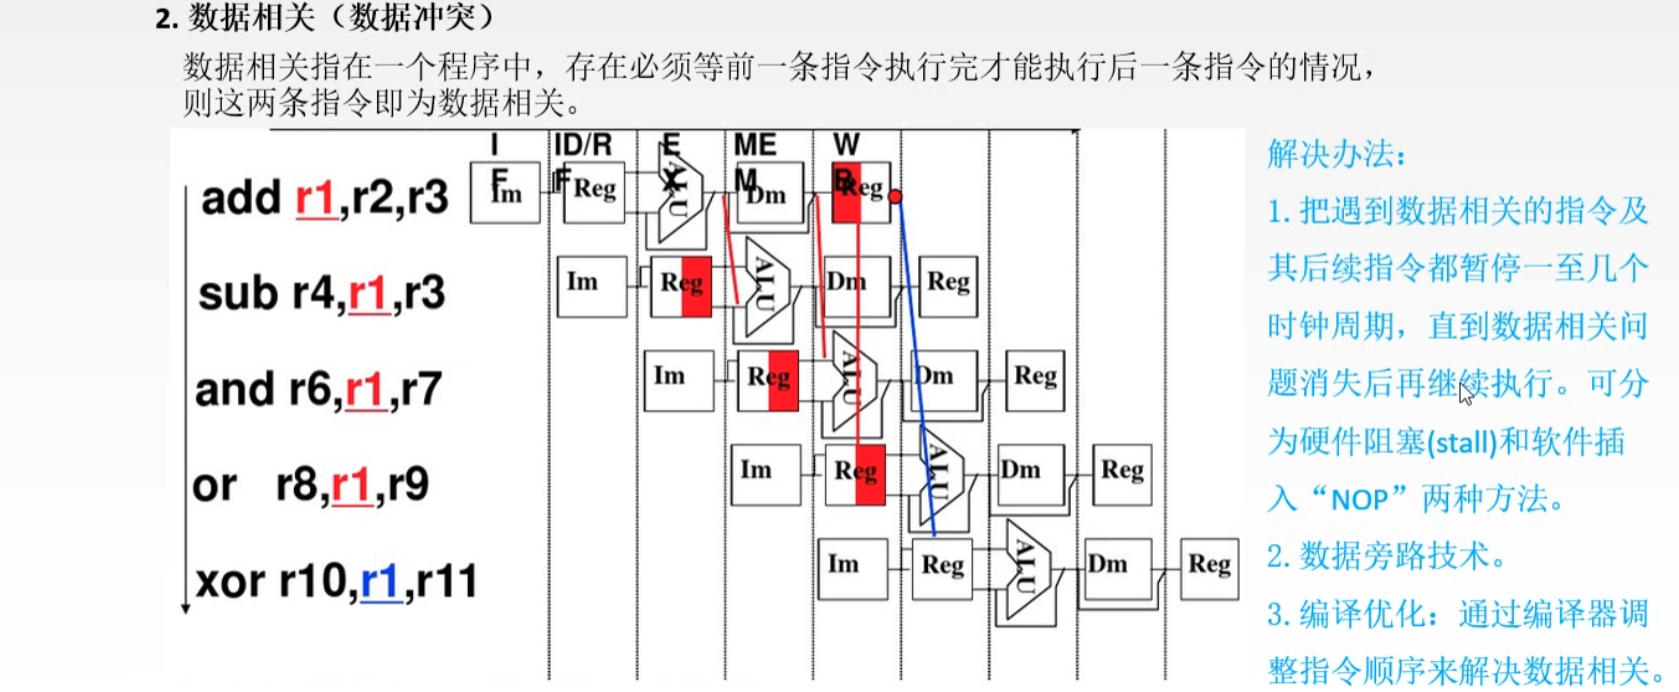 2. 数据相关（数据冲突）
数据相关指在一个程序中，存在必须等前一条指令执行完才能执行后一条指令的情况，
则这两条指令即为数据相关。
IF ID/RF EX MEM WB
add r1,r2,r3 Im Reg ALU Dm Reg
sub r4,r1,r3 Im Reg ALU Dm Reg
and r6,r1,r7 Im Reg ALU Dm Reg
or r8,r1,r9 Im Reg ALU Dm Reg
xor r10,r1,r11 Im Reg ALU Dm Reg
解决办法：
1. 把遇到数据相关的指令及
其后续指令都暂停一至几个
时钟周期，直到数据相关问
题消失后再继续执行。可分
为硬件阻塞(stall)和软件插
入“NOP”两种方法。
2. 数据旁路技术。
3. 编译优化：通过编译器调
整指令顺序来解决数据相关。